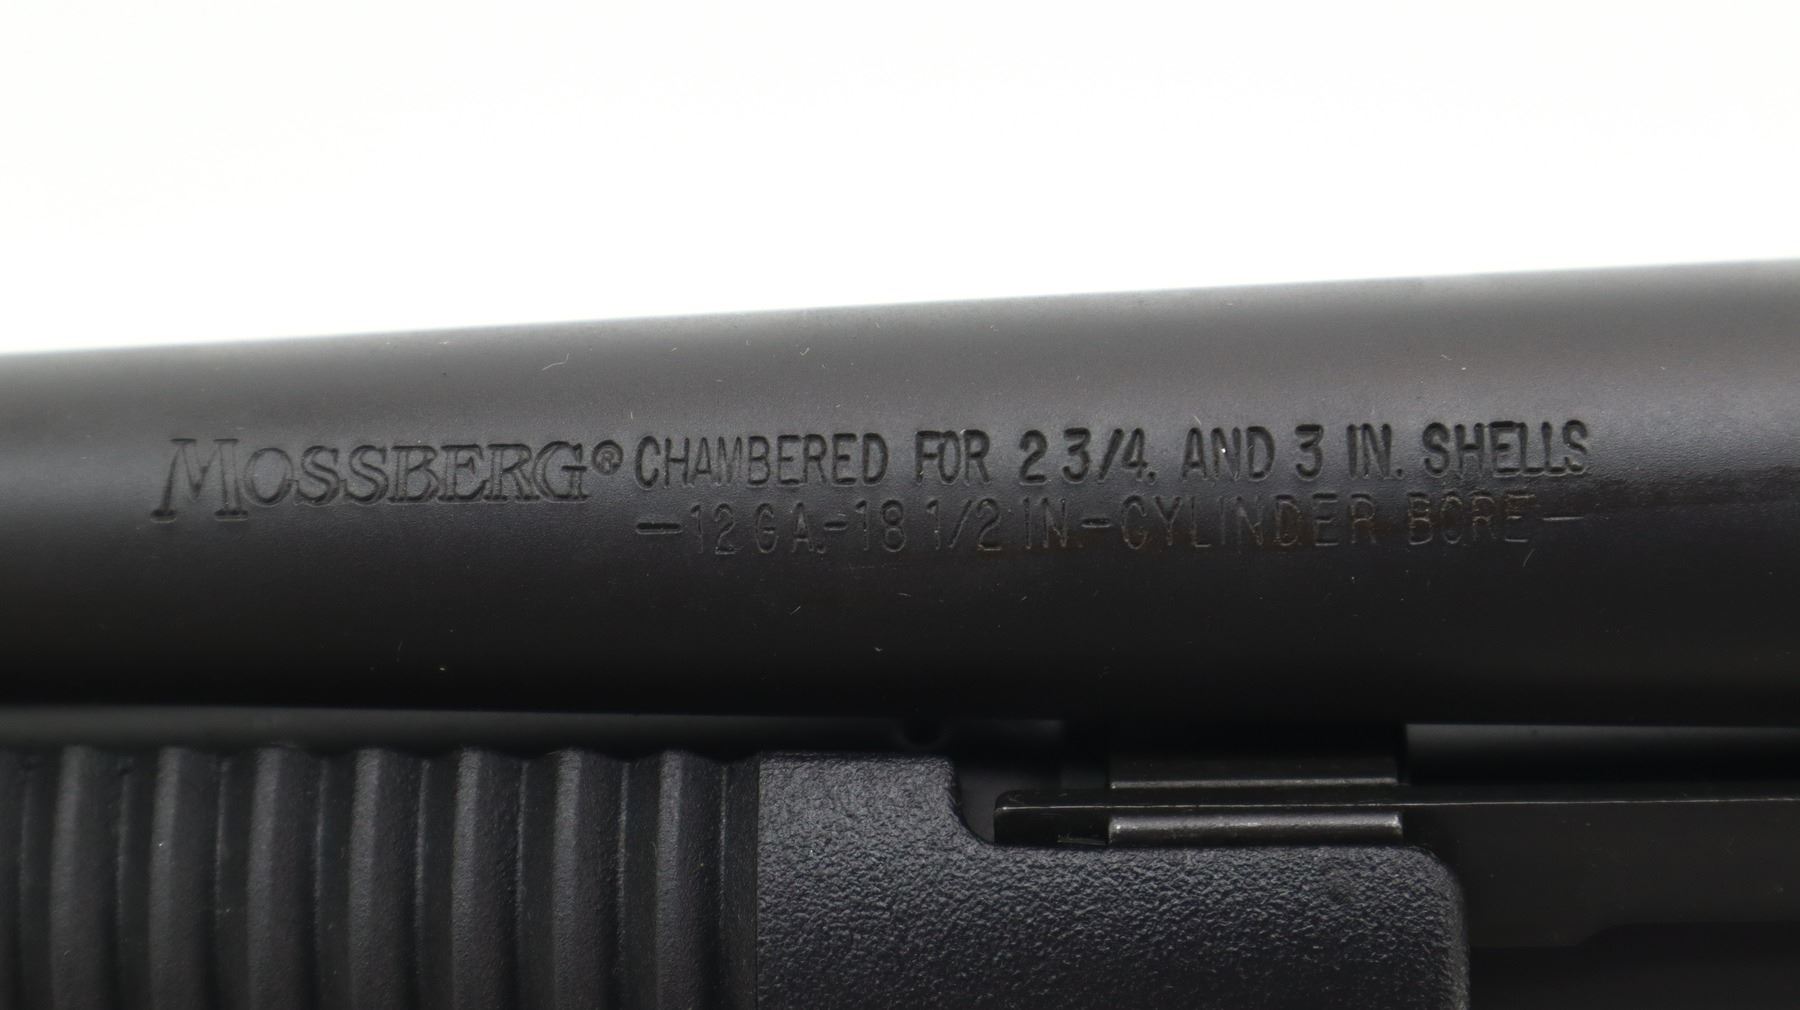 MOSSBERG® CHAMBERED FOR 2 3/4. AND 3 IN. SHELLS
-12 GA.-18 1/2 IN.-CYLINDER BORE-